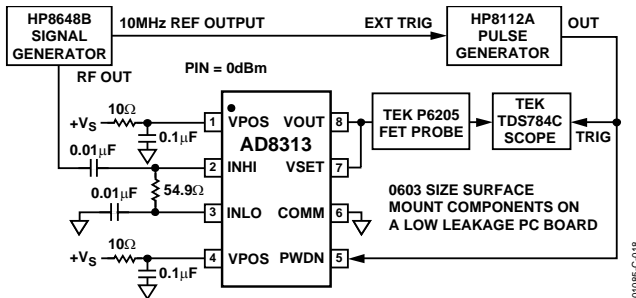 HP8648B
SIGNAL
GENERATOR
10MHz REF OUTPUT
EXT TRIG
HP8112A
PULSE
GENERATOR
OUT
RF OUT
PIN = 0dBm
+VS
10Ω
0.1µF
1
VPOS
VOUT
8
TEK P6205
FET PROBE
TEK
TDS784C
SCOPE
TRIG
AD8313
0.01µF
2
INHI
VSET
7
54.9Ω
0.01µF
3
INLO
COMM
6
0603 SIZE SURFACE
MOUNT COMPONENTS ON
A LOW LEAKAGE PC BOARD
+VS
10Ω
0.1µF
4
VPOS
PWDN
5
01085-C-018